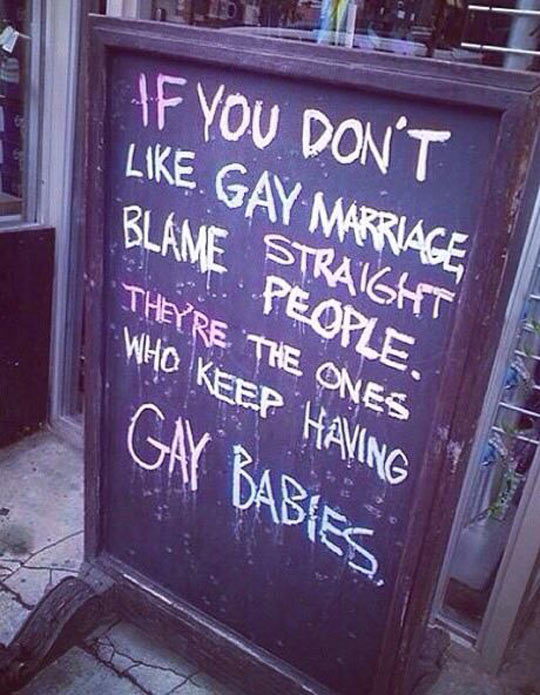 IF YOU DON'T
LIKE GAY MARRIAGE,
BLAME STRAIGHT
PEOPLE.
THEY'RE THE ONES
WHO KEEP HAVING
GAY BABIES.